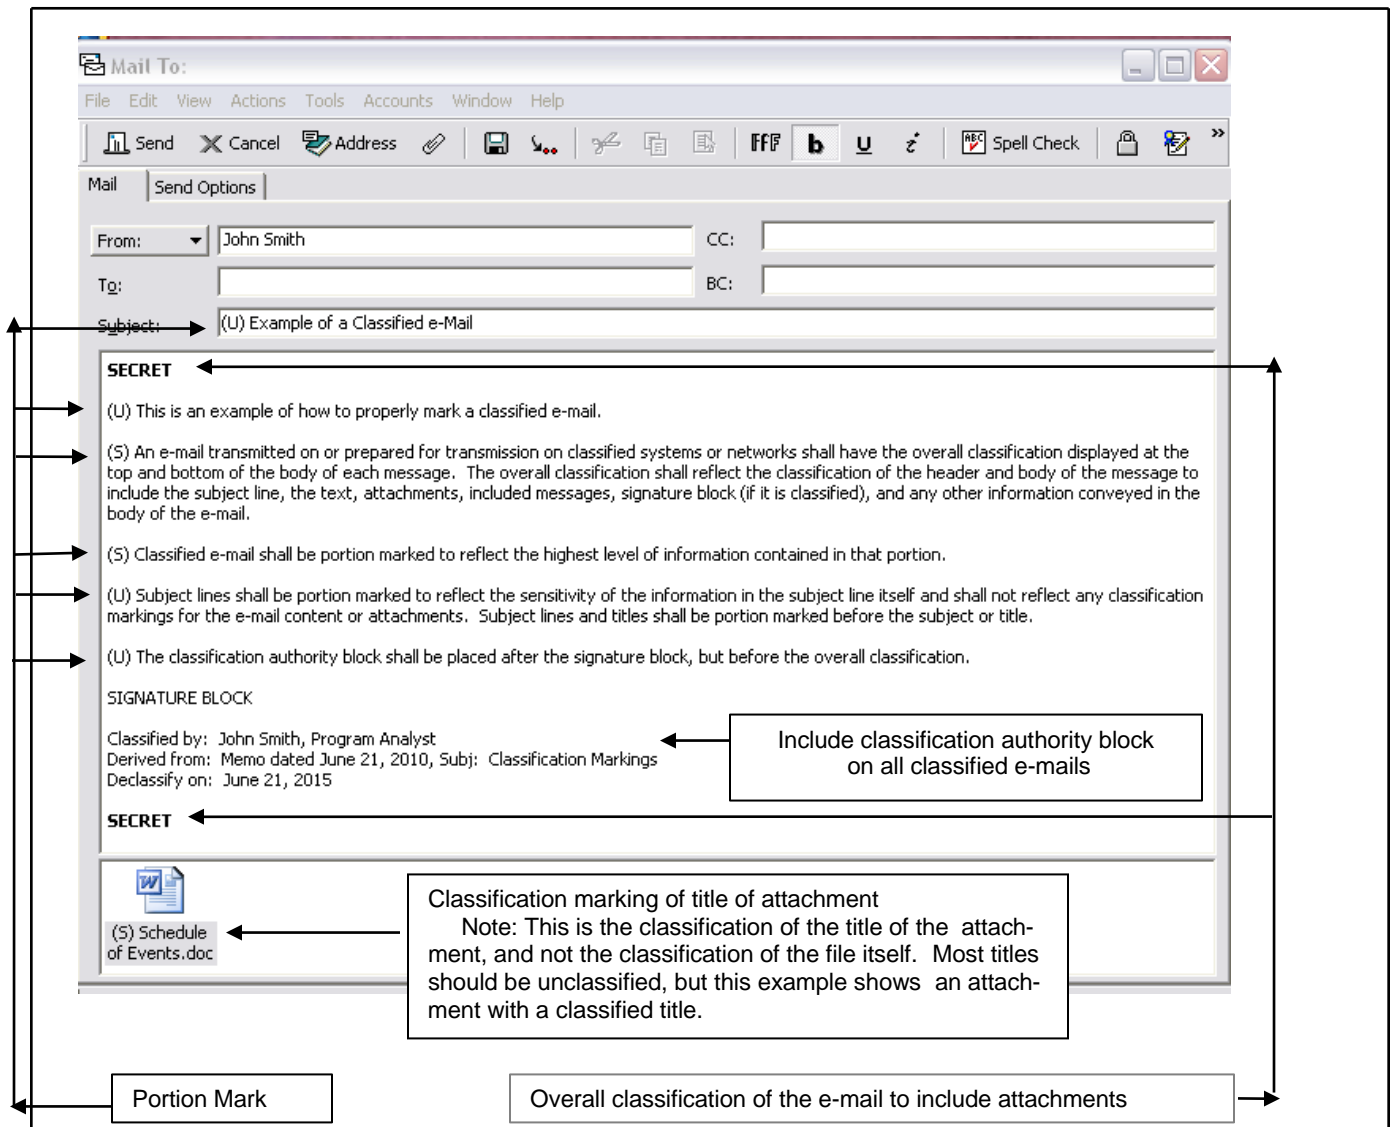 Mail To:
File Edit View Actions Tools Accounts Window Help
Send Cancel Address b u i Spell Check »
Mail Send Options
From: John Smith CC:
To: BC:
Subject: (U) Example of a Classified e-Mail
SECRET
(U) This is an example of how to properly mark a classified e-mail.
(S) An e-mail transmitted on or prepared for transmission on classified systems or networks shall have the overall classification displayed at the
top and bottom of the body of each message. The overall classification shall reflect the classification of the header and body of the message to
include the subject line, the text, attachments, included messages, signature block (if it is classified), and any other information conveyed in the
body of the e-mail.
(S) Classified e-mail shall be portion marked to reflect the highest level of information contained in that portion.
(U) Subject lines shall be portion marked to reflect the sensitivity of the information in the subject line itself and shall not reflect any classification
markings for the e-mail content or attachments. Subject lines and titles shall be portion marked before the subject or title.
(U) The classification authority block shall be placed after the signature block, but before the overall classification.
SIGNATURE BLOCK
Classified by: John Smith, Program Analyst
Derived from: Memo dated June 21, 2010, Subj: Classification Markings
Declassify on: June 21, 2015
Include classification authority block
on all classified e-mails
SECRET
(S) Schedule
of Events.doc
Classification marking of title of attachment
Note: This is the classification of the title of the attach-
ment, and not the classification of the file itself. Most titles
should be unclassified, but this example shows an attach-
ment with a classified title.
Portion Mark
Overall classification of the e-mail to include attachments